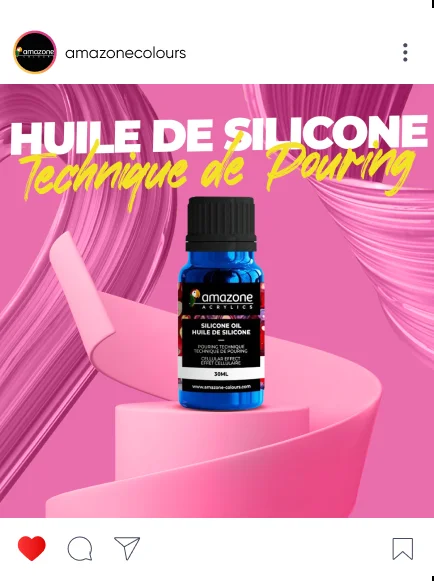 amazonecolours
HUILE DE SILICONE
Technique de Pouring
amazone
ACRYLICS
SILICONE OIL
HUILE DE SILICONE
POURING TECHNIQUE
TECHNIQUE DE POURING
CELLULAR EFFECT
EFFET CELLULAIRE
30ML
www.amazone-colours.com